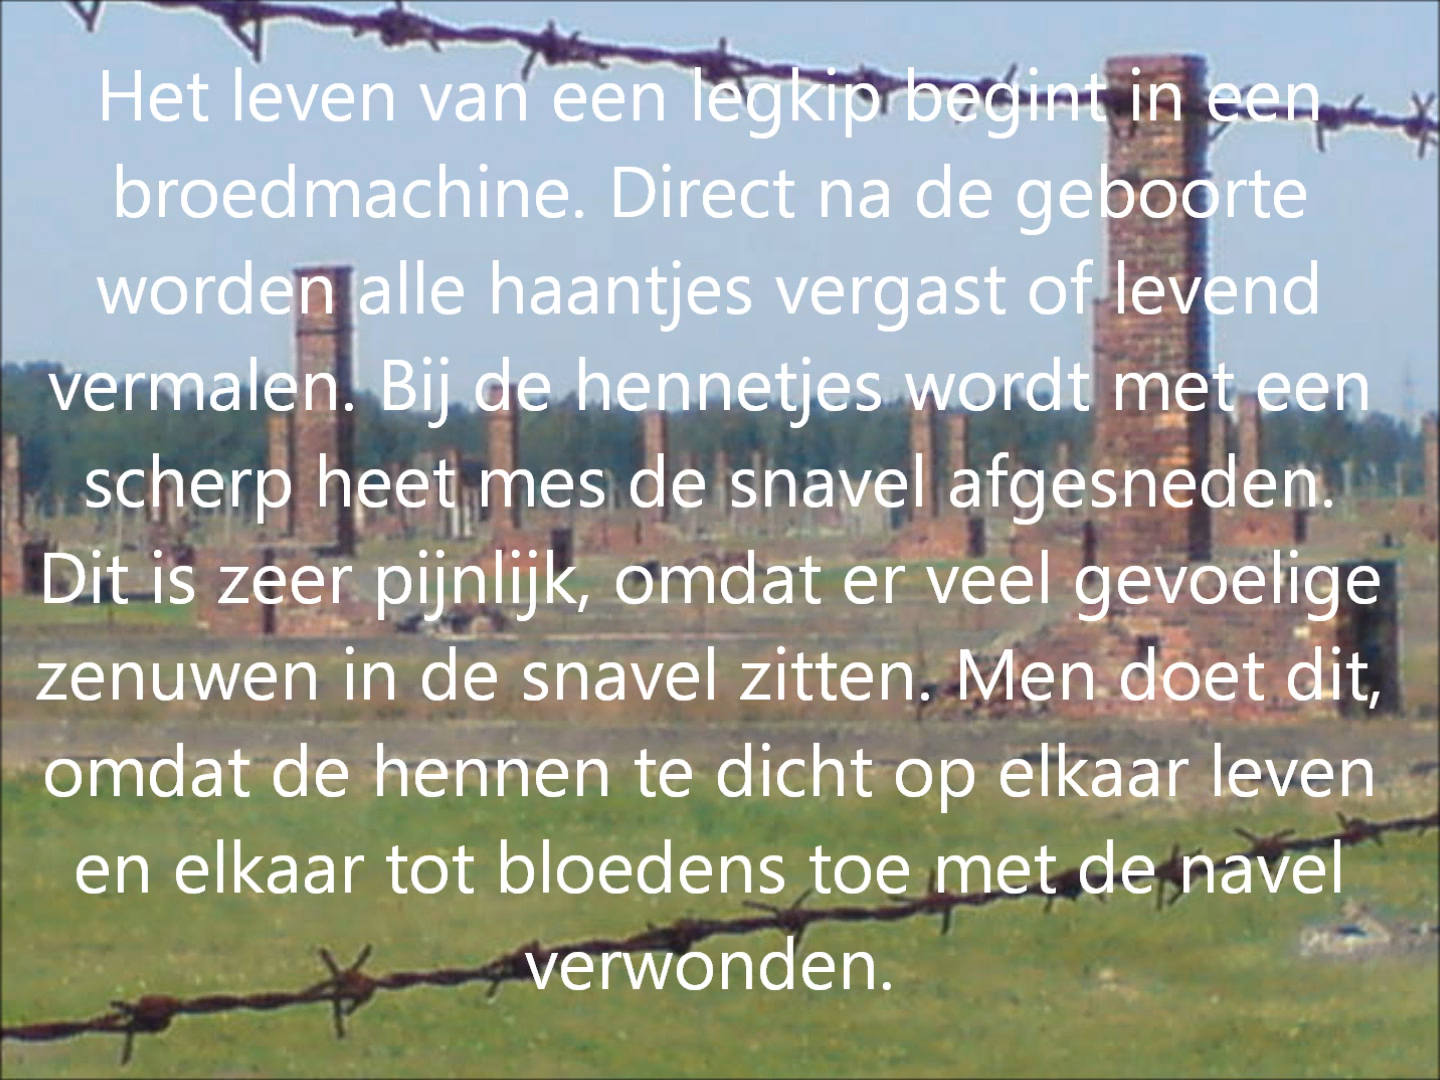 Het leven van een legkip begint in een
broedmachine. Direct na de geboorte
worden alle haantjes vergast of levend
vermalen. Bij de hennetjes wordt met een
scherp heet mes de snavel afgesneden.
Dit is zeer pijnlijk, omdat er veel gevoelige
zenuwen in de snavel zitten. Men doet dit,
omdat de hennen te dicht op elkaar leven
en elkaar tot bloedens toe met de navel
verwonden.